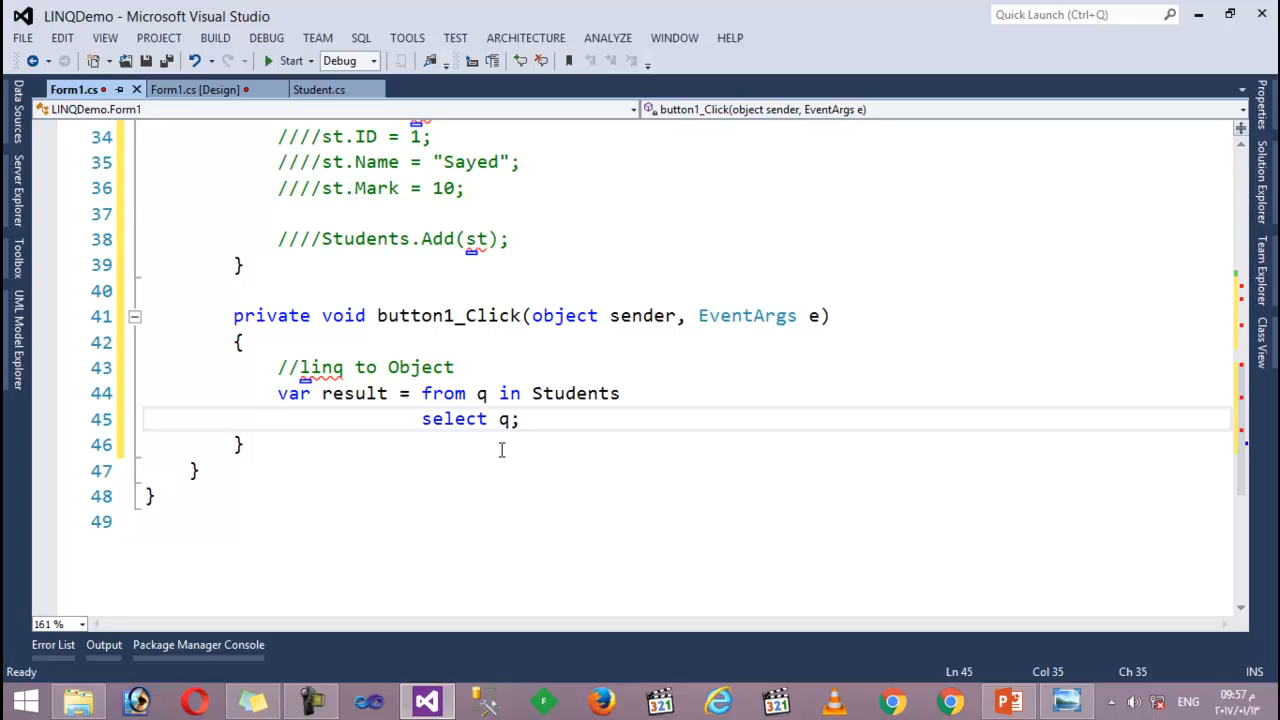 LINQDemo - Microsoft Visual Studio
Quick Launch (Ctrl+Q)
FILE EDIT VIEW PROJECT BUILD DEBUG TEAM SQL TOOLS TEST ARCHITECTURE ANALYZE WINDOW HELP
Start Debug
Form1.cs Form1.cs [Design] Student.cs
LINQDemo.Form1 button1_Click(object sender, EventArgs e)
Data Sources
Server Explorer
Toolbox
UML Model Explorer
34 ////st.ID = 1;
35 ////st.Name = "Sayed";
36 ////st.Mark = 10;
37
38 ////Students.Add(st);
39 }
40
41 private void button1_Click(object sender, EventArgs e)
42 {
43 //linq to Object
44 var result = from q in Students
45 select q;
46 }
47 }
48 }
49
Properties
Solution Explorer
Team Explorer
Class View
161 %
Error List Output Package Manager Console
Ready Ln 45 Col 35 Ch 35 INS
321
321
ENG
09:57 م
٢٠١٧/٠١/١٣